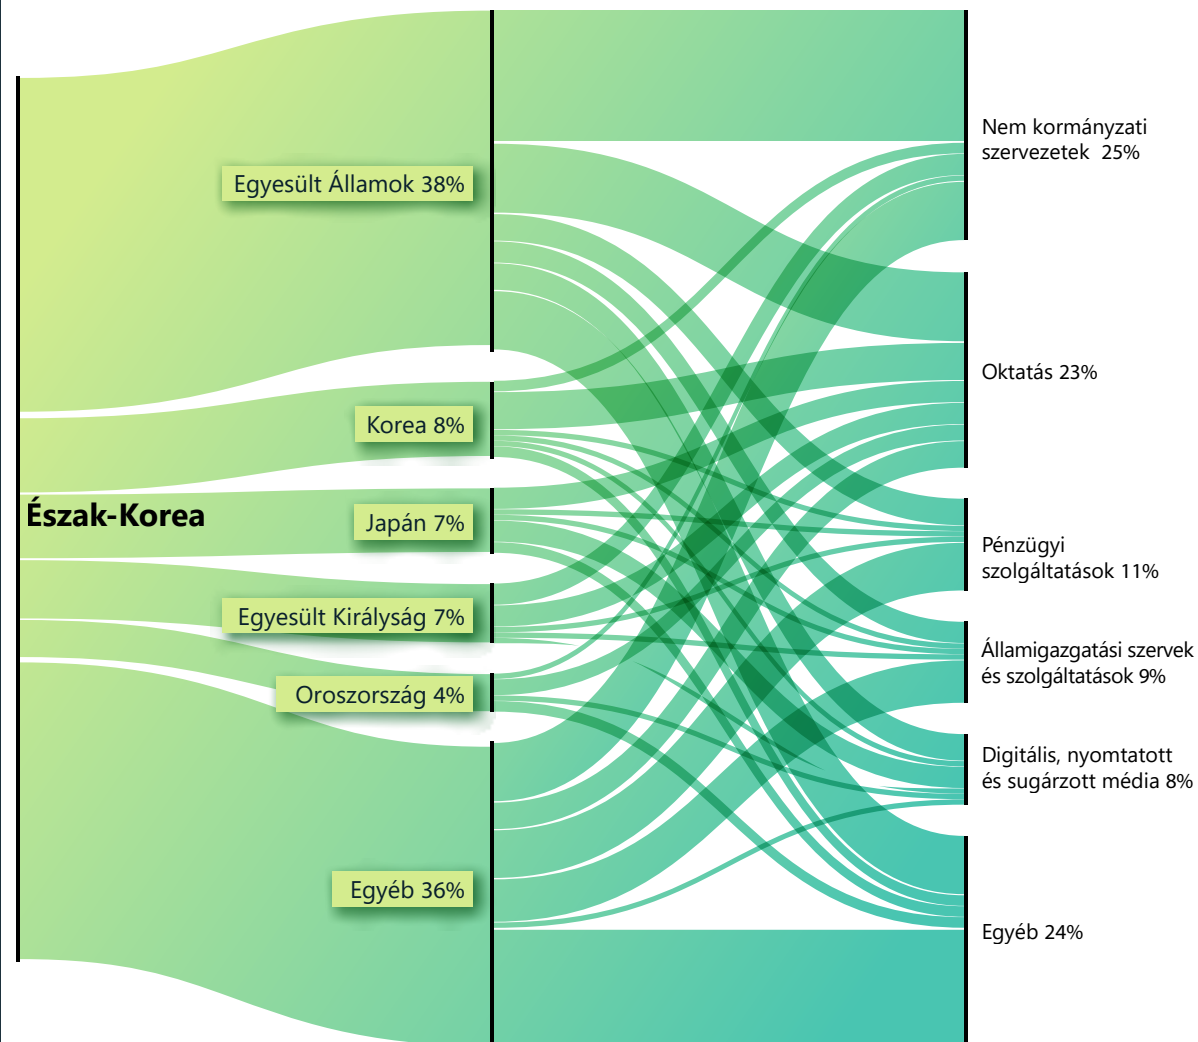 Észak-Korea
Egyesült Államok 38%
Korea 8%
Japán 7%
Egyesült Királyság 7%
Oroszország 4%
Egyéb 36%
Nem kormányzati
szervezetek 25%
Oktatás 23%
Pénzügyi
szolgáltatások 11%
Államigazgatási szervek
és szolgáltatások 9%
Digitális, nyomtatott
és sugárzott média 8%
Egyéb 24%